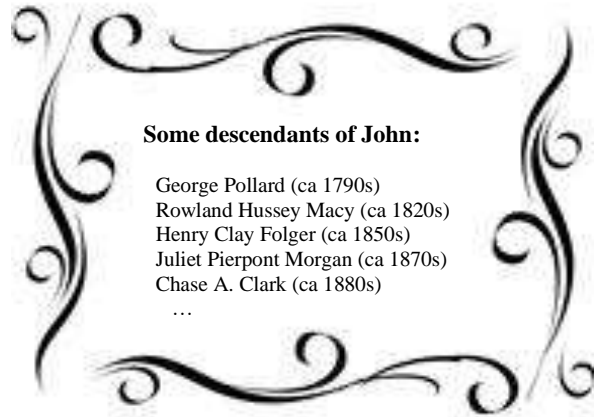 Some descendants of John:
George Pollard (ca 1790s)
Rowland Hussey Macy (ca 1820s)
Henry Clay Folger (ca 1850s)
Juliet Pierpont Morgan (ca 1870s)
Chase A. Clark (ca 1880s)
…